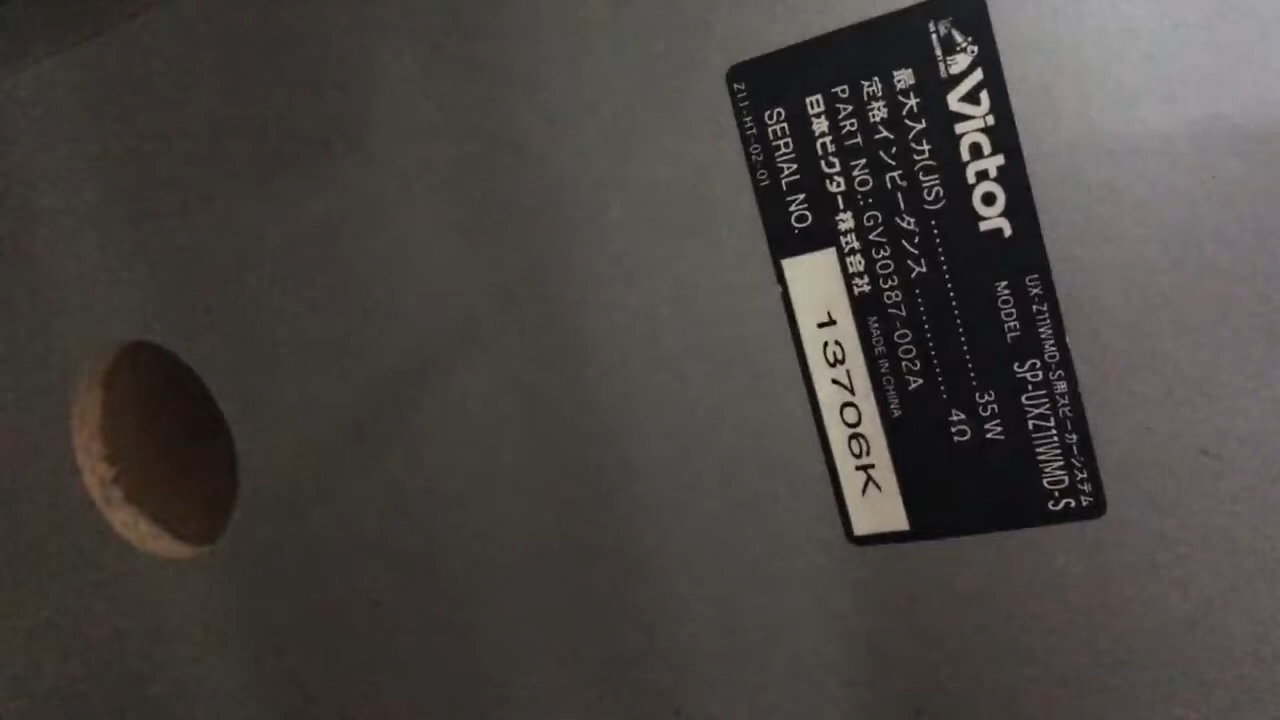 Victor
UX-Z11WMD-S用スピーカーシステム
MODEL SP-UXZ11WMD-S
最大入力(JIS) .................... 35W
定格インピーダンス ............ 4Ω
PART NO.: GV30387-002A
日本ビクター株式会社 MADE IN CHINA
SERIAL NO. 13706K
Z11-HT-02-01